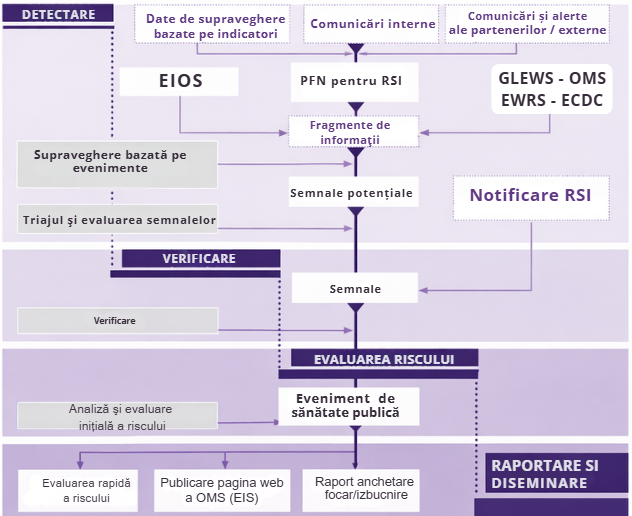 DETECTARE
Date de supraveghere
bazate pe indicatori
Comunicări interne
Comunicări și alerte
ale partenerilor / externe
EIOS
PFN pentru RSI
GLEWS - OMS
EWRS - ECDC
Fragmente de
informații
Supraveghere bazată pe
evenimente
Semnale potențiale
Notificare RSI
Triajul şi evaluarea semnalelor
VERIFICARE
Semnale
Verificare
EVALUAREA RISCULUI
Eveniment de
sănătate publică
Analiză şi evaluare
inițială a riscului
RAPORTARE SI
DISEMINARE
Evaluarea rapidă
a riscului
Publicare pagina web
a OMS (EIS)
Raport anchetare
focar/izbucnire